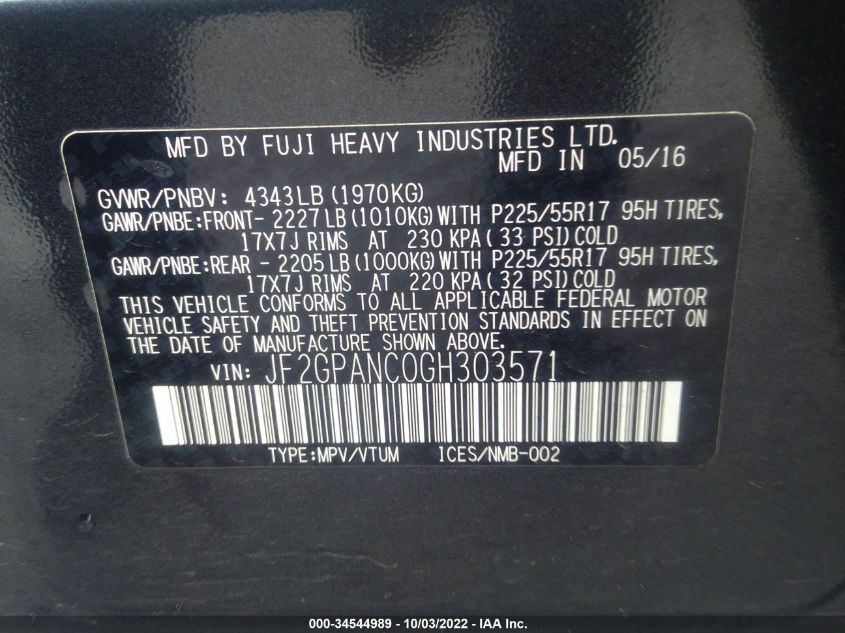 MFD BY FUJI HEAVY INDUSTRIES LTD.
MFD IN 05/16
GVWR/PNBV: 4343LB (1970KG)
GAWR/PNBE:FRONT- 2227 LB (1010KG) WITH P225/55R17 95H TIRES,
17X7J RIMS AT 230 KPA ( 33 PSI) COLD
GAWR/PNBE:REAR - 2205 LB (1000KG) WITH P225/55R17 95H TIRES,
17X7J RIMS AT 220 KPA ( 32 PSI) COLD
THIS VEHICLE CONFORMS TO ALL APPLICABLE FEDERAL MOTOR
VEHICLE SAFETY AND THEFT PREVENTION STANDARDS IN EFFECT ON
THE DATE OF MANUFACTURE SHOWN ABOVE.
VIN: JF2GPANC0GH303571
TYPE:MPV/VTUM ICES/NMB-002
000-34544989 - 10/03/2022 - IAA Inc.